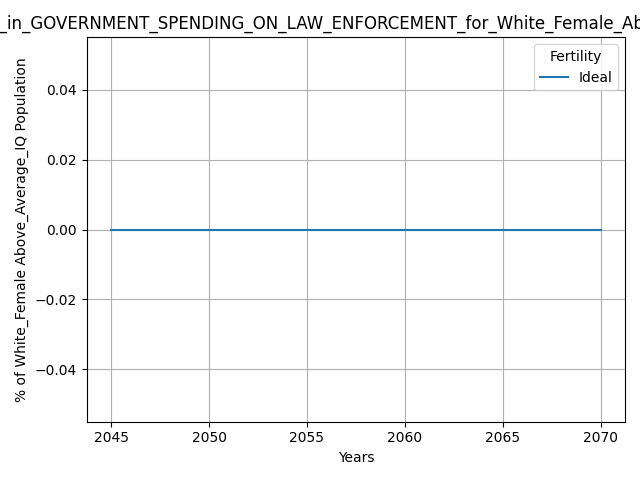 _in_GOVERNMENT_SPENDING_ON_LAW_ENFORCEMENT_for_White_Female_Ab
Fertility
Ideal
% of White_Female Above_Average_IQ Population
0.04
0.02
0.00
−0.02
−0.04
2045 2050 2055 2060 2065 2070
Years